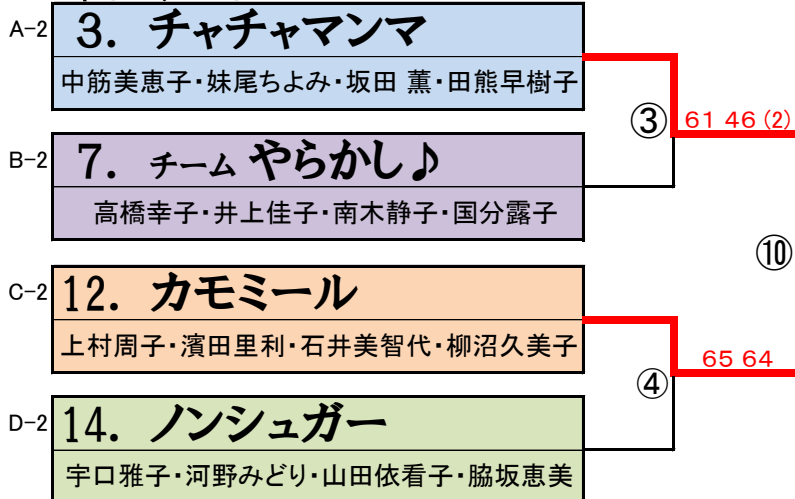 A-2
3. チャチャマンマ
中筋美恵子・妹尾ちよみ・坂田 薫・田熊早樹子
③
61 46 (2)
B-2
7. チーム やらかし♪
高橋幸子・井上佳子・南木静子・国分露子
⑩
C-2
12. カモミール
上村周子・濱田里利・石井美智代・柳沼久美子
65 64
④
D-2
14. ノンシュガー
宇口雅子・河野みどり・山田依看子・脇坂恵美